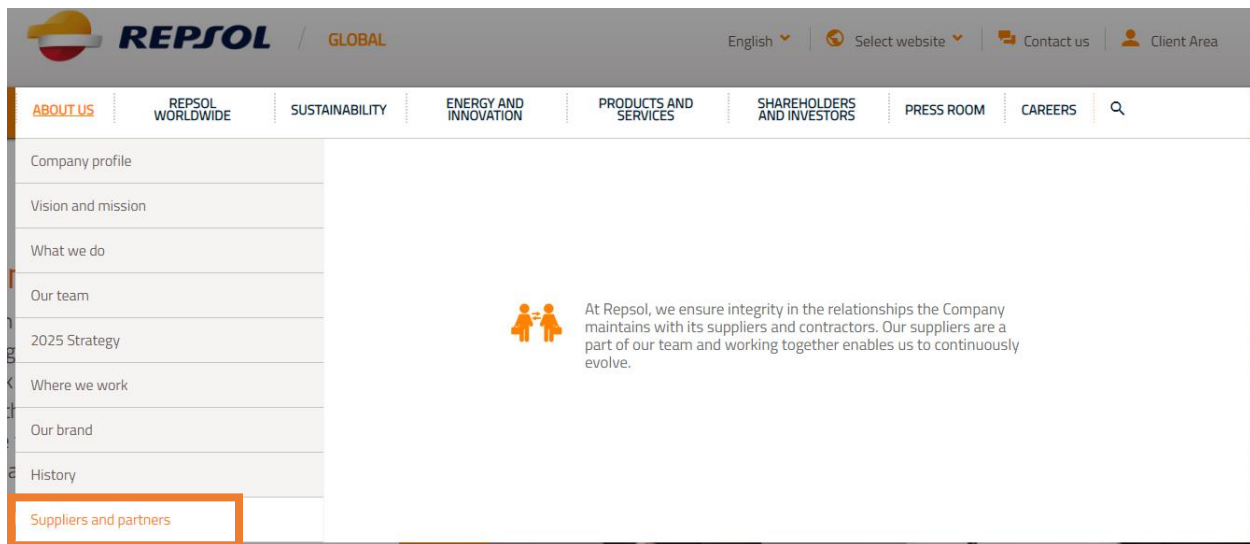 REPSOL / GLOBAL
English
Select website
Contact us
Client Area
ABOUT US
REPSOL
WORLDWIDE
SUSTAINABILITY
ENERGY AND
INNOVATION
PRODUCTS AND
SERVICES
SHAREHOLDERS
AND INVESTORS
PRESS ROOM
CAREERS
Company profile
Vision and mission
What we do
Our team
2025 Strategy
Where we work
Our brand
History
Suppliers and partners
At Repsol, we ensure integrity in the relationships the Company
maintains with its suppliers and contractors. Our suppliers are a
part of our team and working together enables us to continuously
evolve.